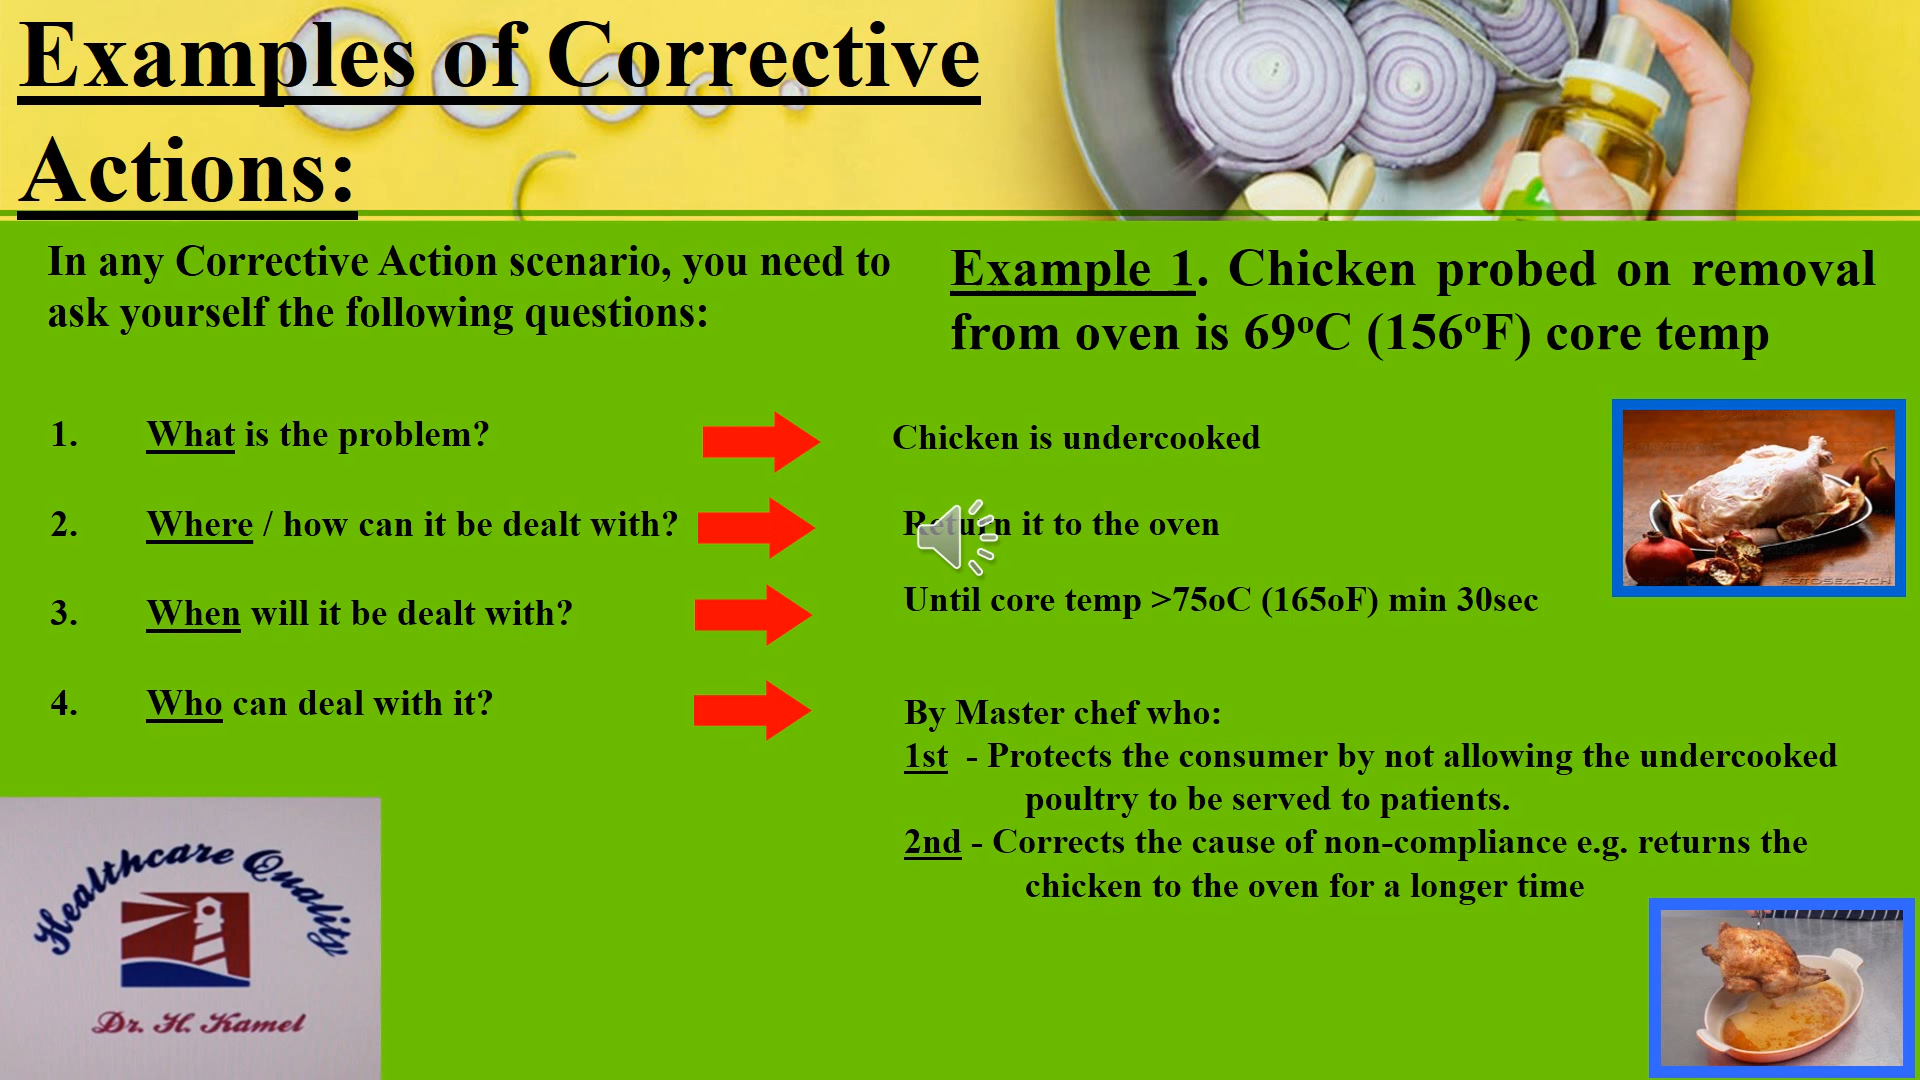 Examples of Corrective
Actions:
In any Corrective Action scenario, you need to
ask yourself the following questions:
1. What is the problem?
2. Where / how can it be dealt with?
3. When will it be dealt with?
4. Who can deal with it?
Example 1. Chicken probed on removal
from oven is 69ᵒC (156ᵒF) core temp
Chicken is undercooked
Return it to the oven
Until core temp >75oC (165oF) min 30sec
By Master chef who:
1st - Protects the consumer by not allowing the undercooked
poultry to be served to patients.
2nd - Corrects the cause of non-compliance e.g. returns the
chicken to the oven for a longer time
FOTOSEARCH
Healthcare Quality
Dr. H. Kamel